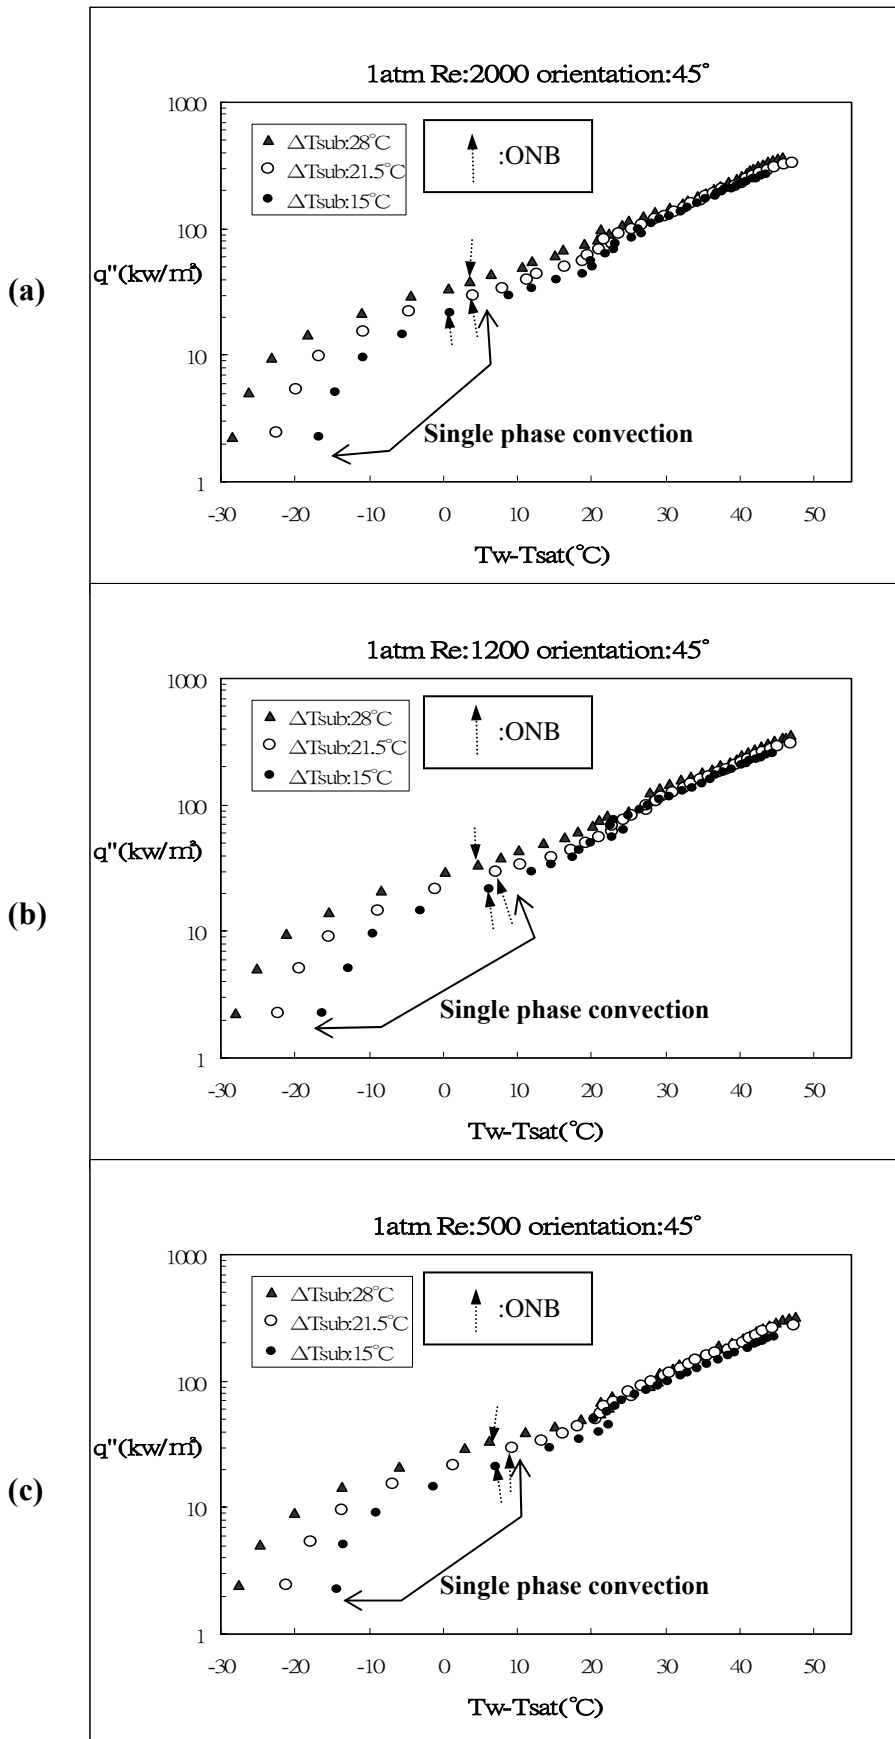 (a)
1atm Re:2000 orientation:45°
1000
100
10
1
q"(kw/m²)
ΔTsub:28°C
ΔTsub:21.5°C
ΔTsub:15°C
:ONB
Single phase convection
-30 -20 -10 0 10 20 30 40 50
Tw-Tsat(°C)
(b)
1atm Re:1200 orientation:45°
1000
100
10
1
q"(kw/m²)
ΔTsub:28°C
ΔTsub:21.5°C
ΔTsub:15°C
:ONB
Single phase convection
-30 -20 -10 0 10 20 30 40 50
Tw-Tsat(°C)
(c)
1atm Re:500 orientation:45°
1000
100
10
1
q"(kw/m²)
ΔTsub:28°C
ΔTsub:21.5°C
ΔTsub:15°C
:ONB
Single phase convection
-30 -20 -10 0 10 20 30 40 50
Tw-Tsat(°C)